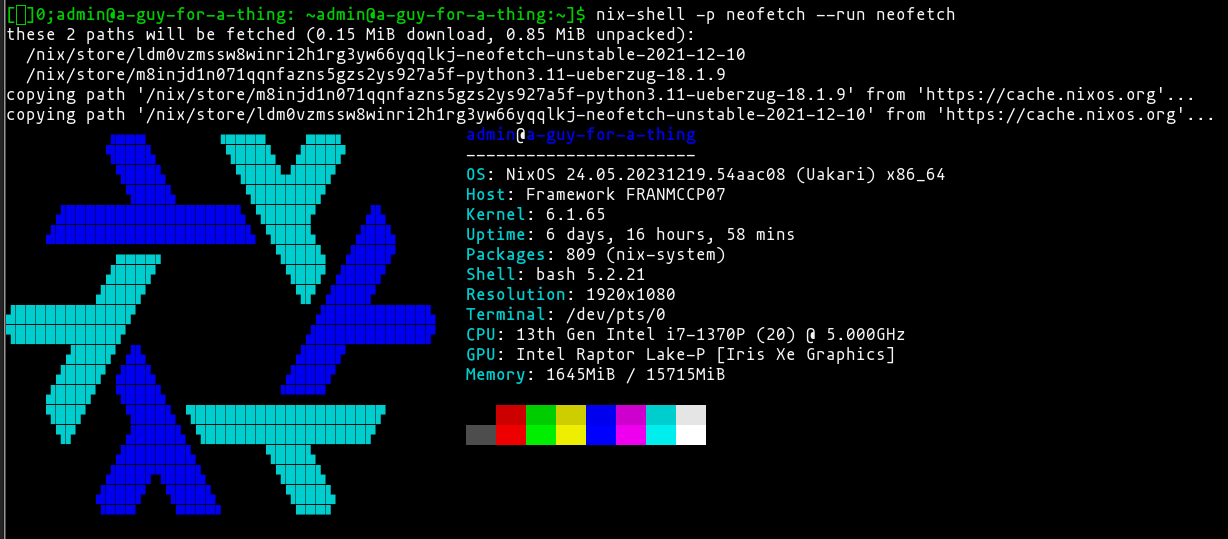 []0;admin@a-guy-for-a-thing: ~admin@a-guy-for-a-thing:~]$ nix-shell -p neofetch --run neofetch
these 2 paths will be fetched (0.15 MiB download, 0.85 MiB unpacked):
/nix/store/ldm0vzmssw8winri2h1rg3yw66yqqlkj-neofetch-unstable-2021-12-10
/nix/store/m8injd1n071qqnfazns5gzs2ys927a5f-python3.11-ueberzug-18.1.9
copying path '/nix/store/m8injd1n071qqnfazns5gzs2ys927a5f-python3.11-ueberzug-18.1.9' from 'https://cache.nixos.org'...
copying path '/nix/store/ldm0vzmssw8winri2h1rg3yw66yqqlkj-neofetch-unstable-2021-12-10' from 'https://cache.nixos.org'...
admin@a-guy-for-a-thing
-----------------------
OS: NixOS 24.05.20231219.54aac08 (Uakari) x86_64
Host: Framework FRANMCCP07
Kernel: 6.1.65
Uptime: 6 days, 16 hours, 58 mins
Packages: 809 (nix-system)
Shell: bash 5.2.21
Resolution: 1920x1080
Terminal: /dev/pts/0
CPU: 13th Gen Intel i7-1370P (20) @ 5.000GHz
GPU: Intel Raptor Lake-P [Iris Xe Graphics]
Memory: 1645MiB / 15715MiB